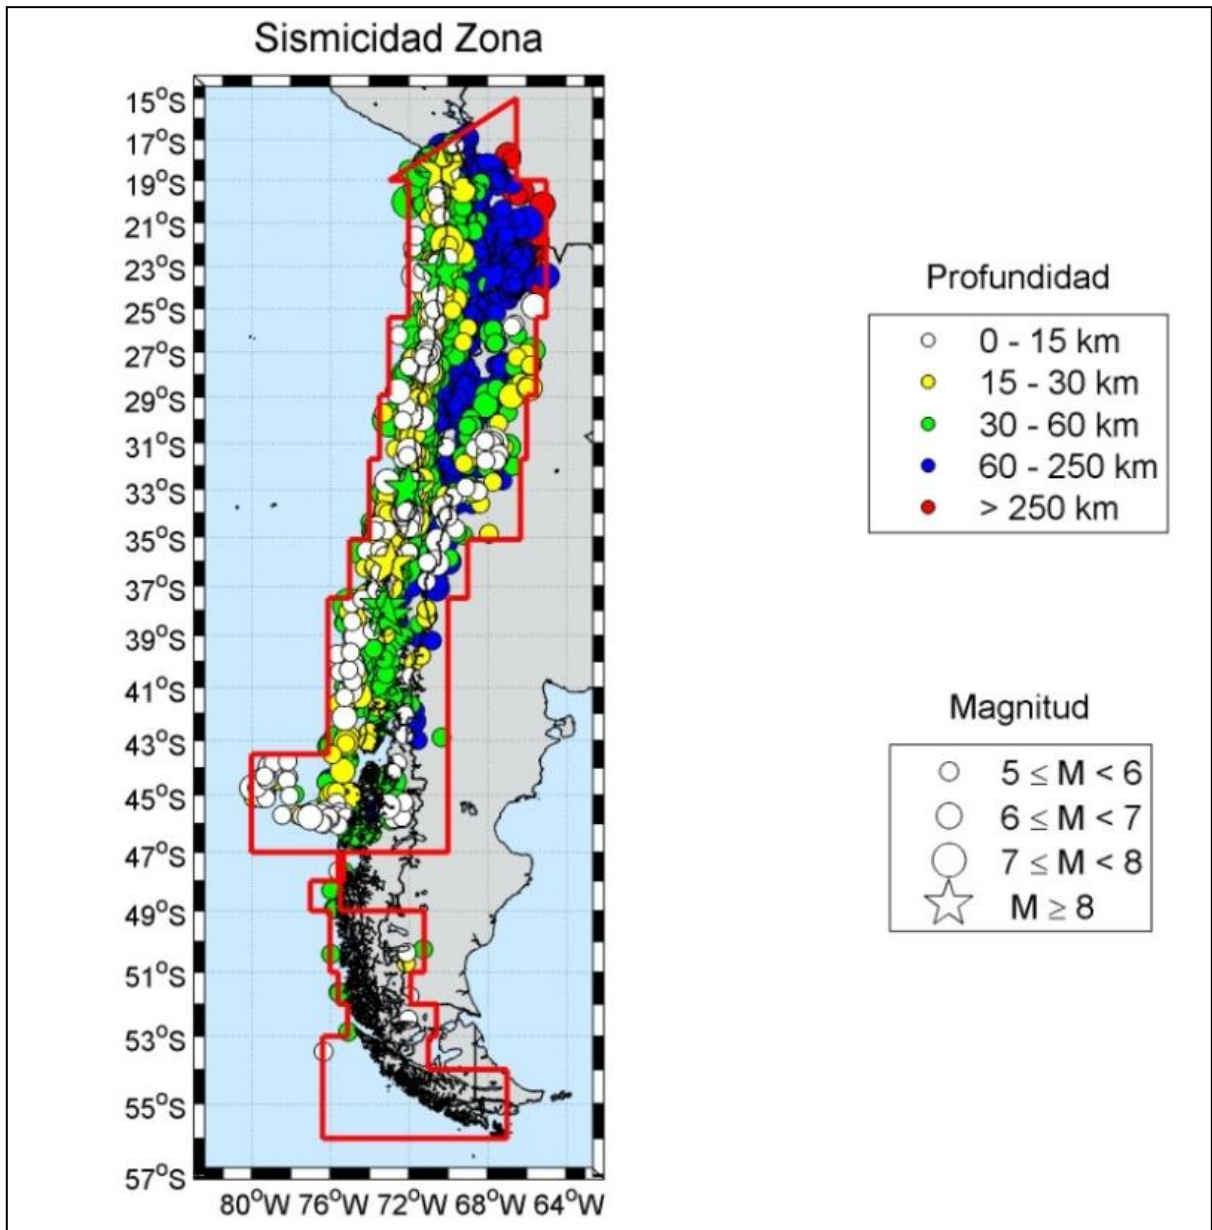 Sismicidad Zona
15°S
17°S
19°S
21°S
23°S
25°S
27°S
29°S
31°S
33°S
35°S
37°S
39°S
41°S
43°S
45°S
47°S
49°S
51°S
53°S
55°S
57°S
80°W 76°W 72°W 68°W 64°W
Profundidad
0 - 15 km
15 - 30 km
30 - 60 km
60 - 250 km
> 250 km
Magnitud
5 ≤ M < 6
6 ≤ M < 7
7 ≤ M < 8
M ≥ 8